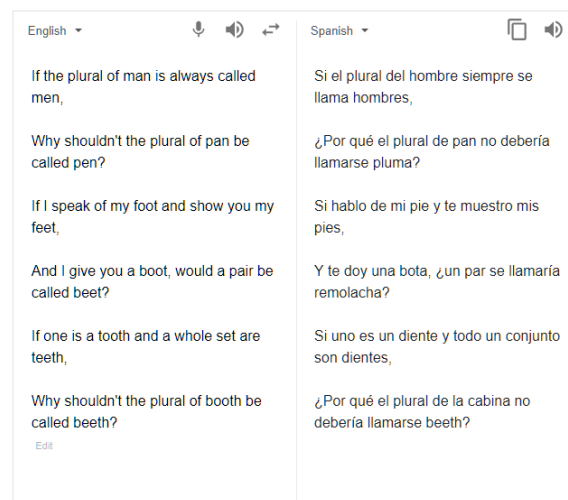 English
Spanish
If the plural of man is always called
men,
Why shouldn't the plural of pan be
called pen?
If I speak of my foot and show you my
feet,
And I give you a boot, would a pair be
called beet?
If one is a tooth and a whole set are
teeth,
Why shouldn't the plural of booth be
called beeth?
Edit
Si el plural del hombre siempre se
llama hombres,
¿Por qué el plural de pan no debería
llamarse pluma?
Si hablo de mi pie y te muestro mis
pies,
Y te doy una bota, ¿un par se llamaría
remolacha?
Si uno es un diente y todo un conjunto
son dientes,
¿Por qué el plural de la cabina no
debería llamarse beeth?